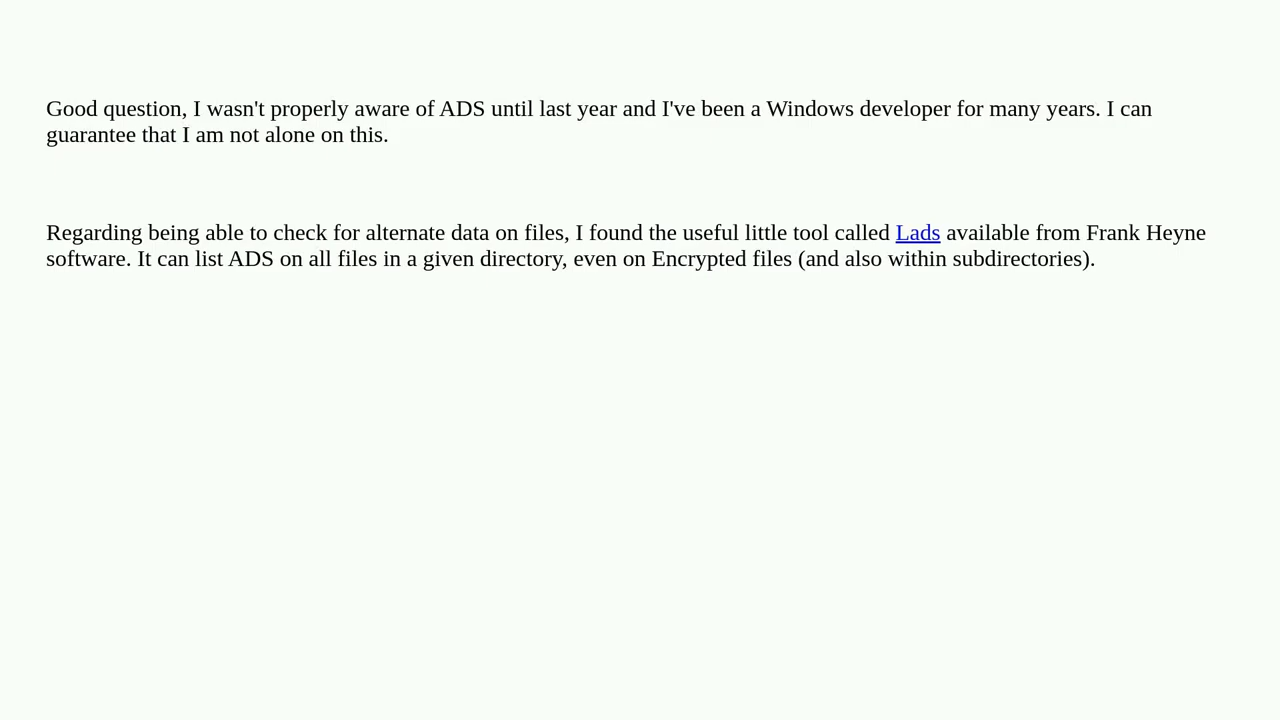 Good question, I wasn't properly aware of ADS until last year and I've been a Windows developer for many years. I can
guarantee that I am not alone on this.
Regarding being able to check for alternate data on files, I found the useful little tool called Lads available from Frank Heyne
software. It can list ADS on all files in a given directory, even on Encrypted files (and also within subdirectories).